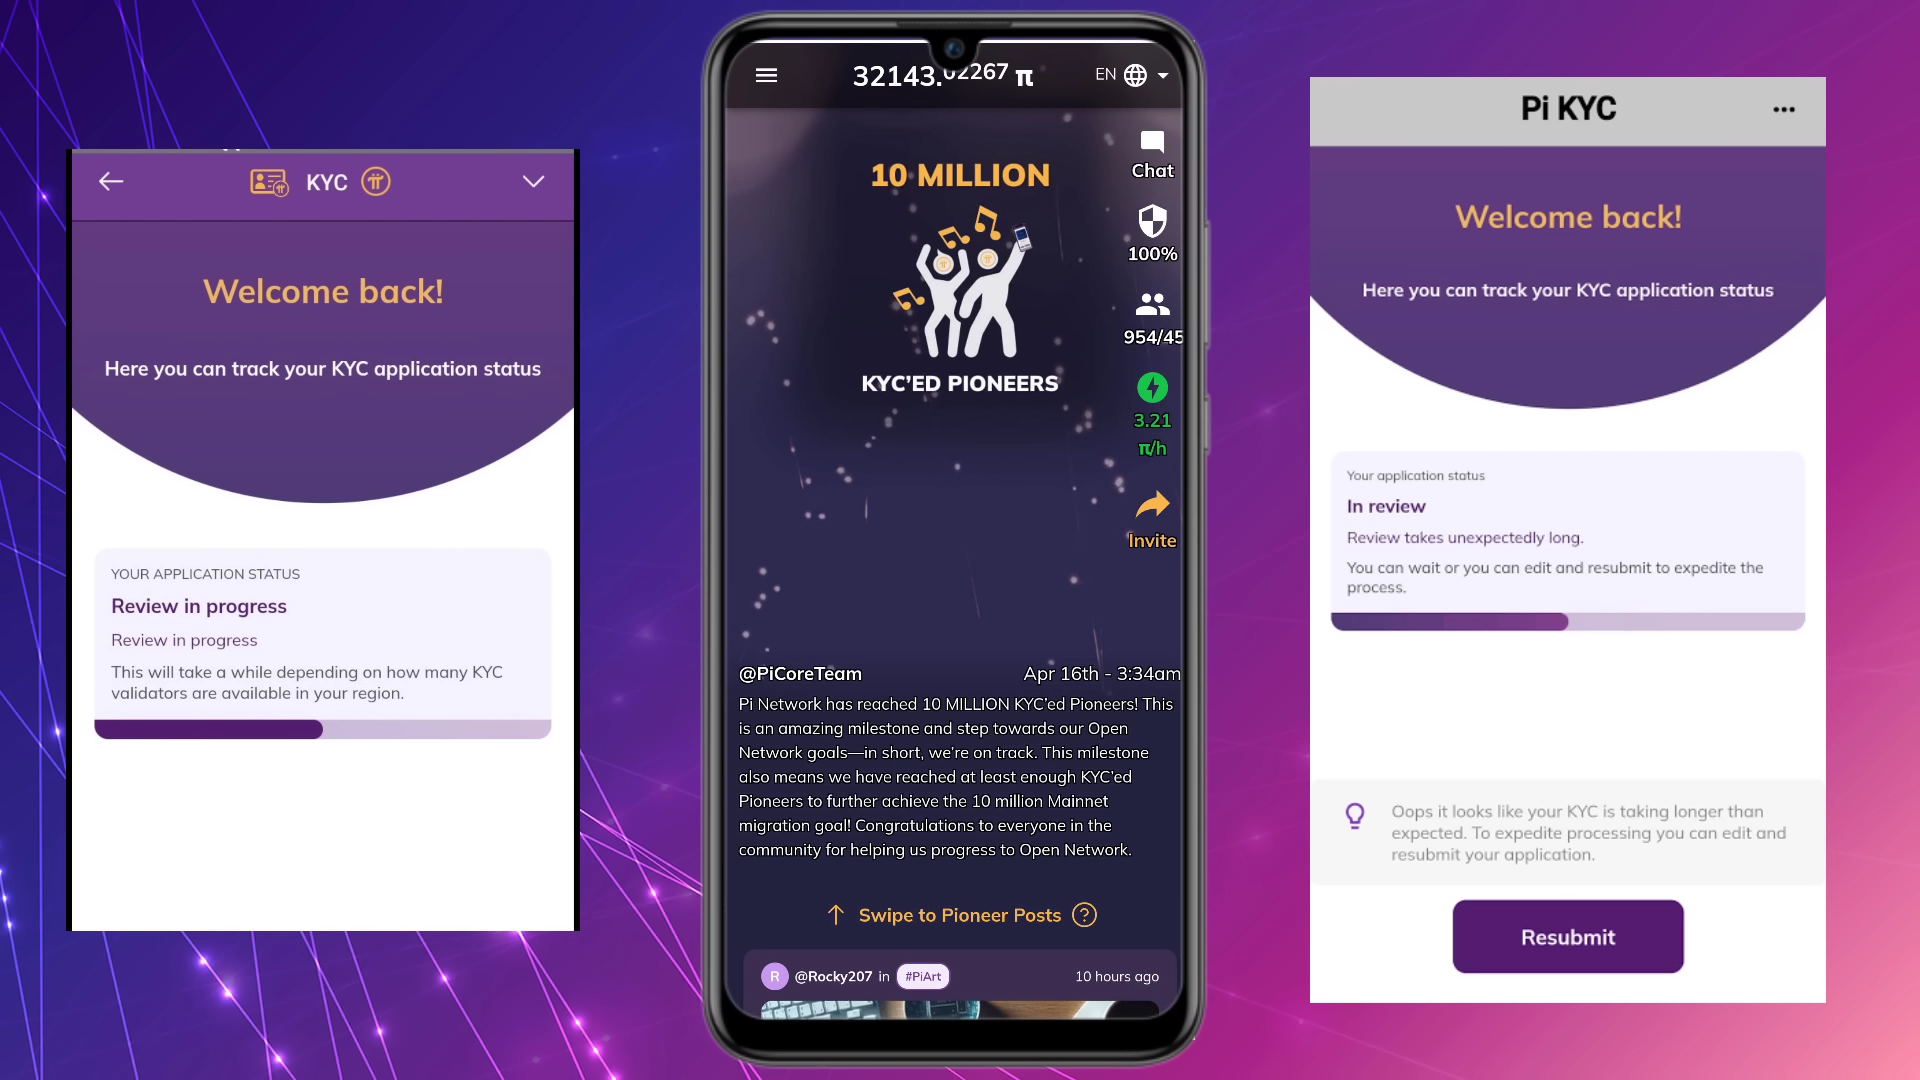 KYC
Welcome back!
Here you can track your KYC application status
YOUR APPLICATION STATUS
Review in progress
Review in progress
This will take a while depending on how many KYC
validators are available in your region.
32143.02267 π
EN
10 MILLION
KYC'ED PIONEERS
Chat
100%
954/45
3.21
π/h
Invite
@PiCoreTeam
Apr 16th - 3:34am
Pi Network has reached 10 MILLION KYC'ed Pioneers! This
is an amazing milestone and step towards our Open
Network goals—in short, we're on track. This milestone
also means we have reached at least enough KYC'ed
Pioneers to further achieve the 10 million Mainnet
migration goal! Congratulations to everyone in the
community for helping us progress to Open Network.
Swipe to Pioneer Posts ?
R @Rocky207 in #PiArt 10 hours ago
Pi KYC
Welcome back!
Here you can track your KYC application status
Your application status
In review
Review takes unexpectedly long.
You can wait or you can edit and resubmit to expedite the
process.
Oops it looks like your KYC is taking longer than
expected. To expedite processing you can edit and
resubmit your application.
Resubmit